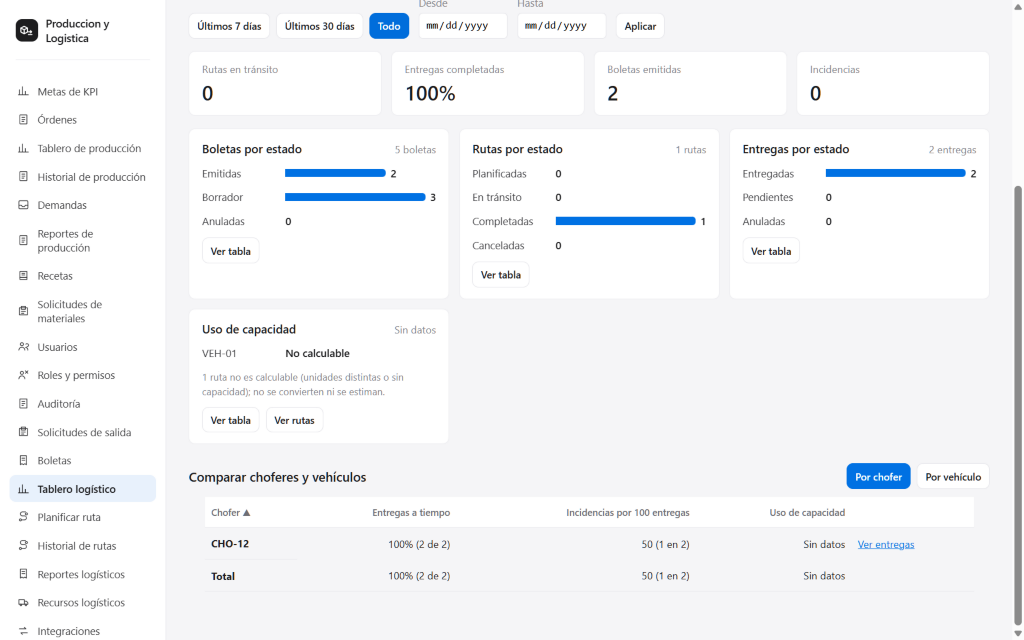 Produccion y
Logistica
Metas de KPI
Órdenes
Tablero de producción
Historial de producción
Demandas
Reportes de
producción
Recetas
Solicitudes de
materiales
Usuarios
Roles y permisos
Auditoría
Solicitudes de salida
Boletas
Tablero logístico
Planificar ruta
Historial de rutas
Reportes logísticos
Recursos logísticos
Integraciones
Desde Hasta
Últimos 7 días Últimos 30 días Todo mm/dd/yyyy mm/dd/yyyy Aplicar
Rutas en tránsito
0
Entregas completadas
100%
Boletas emitidas
2
Incidencias
0
Boletas por estado 5 boletas
Emitidas 2
Borrador 3
Anuladas 0
Ver tabla
Rutas por estado 1 rutas
Planificadas 0
En tránsito 0
Completadas 1
Canceladas 0
Ver tabla
Entregas por estado 2 entregas
Entregadas 2
Pendientes 0
Anuladas 0
Ver tabla
Uso de capacidad Sin datos
VEH-01 No calculable
1 ruta no es calculable (unidades distintas o sin
capacidad); no se convierten ni se estiman.
Ver tabla Ver rutas
Comparar choferes y vehículos Por chofer Por vehículo
Chofer ▲ Entregas a tiempo Incidencias por 100 entregas Uso de capacidad
CHO-12 100% (2 de 2) 50 (1 en 2) Sin datos Ver entregas
Total 100% (2 de 2) 50 (1 en 2) Sin datos